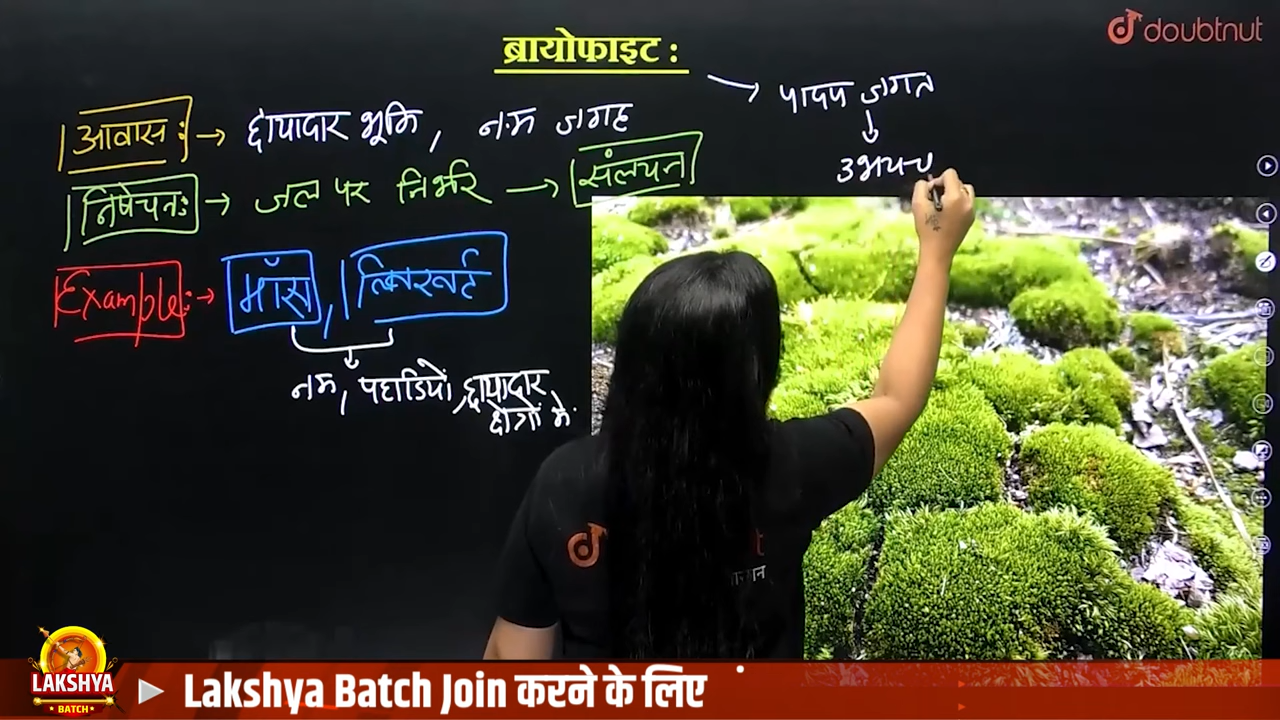 doubtnut
ब्रायोफाइट :
→ पादप जगत
↓
उभयच
आवास : → छायादार भूमि, नम जगह
निषेचन : → जल पर निर्भर → संलयन
Example : → मॉस, लिवरवर्ट
नम, पहाडियों, छायादार
क्षेत्रों में
LAKSHYA
BATCH
Lakshya Batch Join करने के लिए